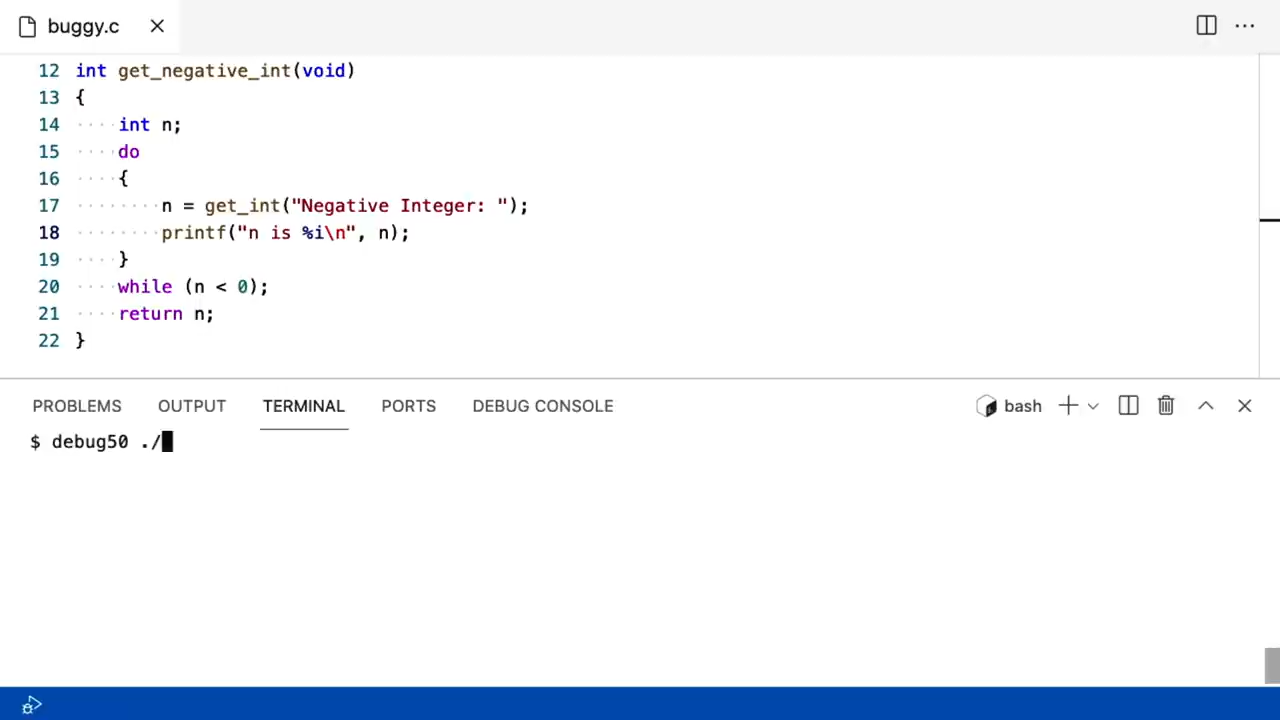 buggy.c
12 int get_negative_int(void)
13 {
14 int n;
15 do
16 {
17 n = get_int("Negative Integer: ");
18 printf("n is %i\n", n);
19 }
20 while (n < 0);
21 return n;
22 }
PROBLEMS OUTPUT TERMINAL PORTS DEBUG CONSOLE bash
$ debug50 ./